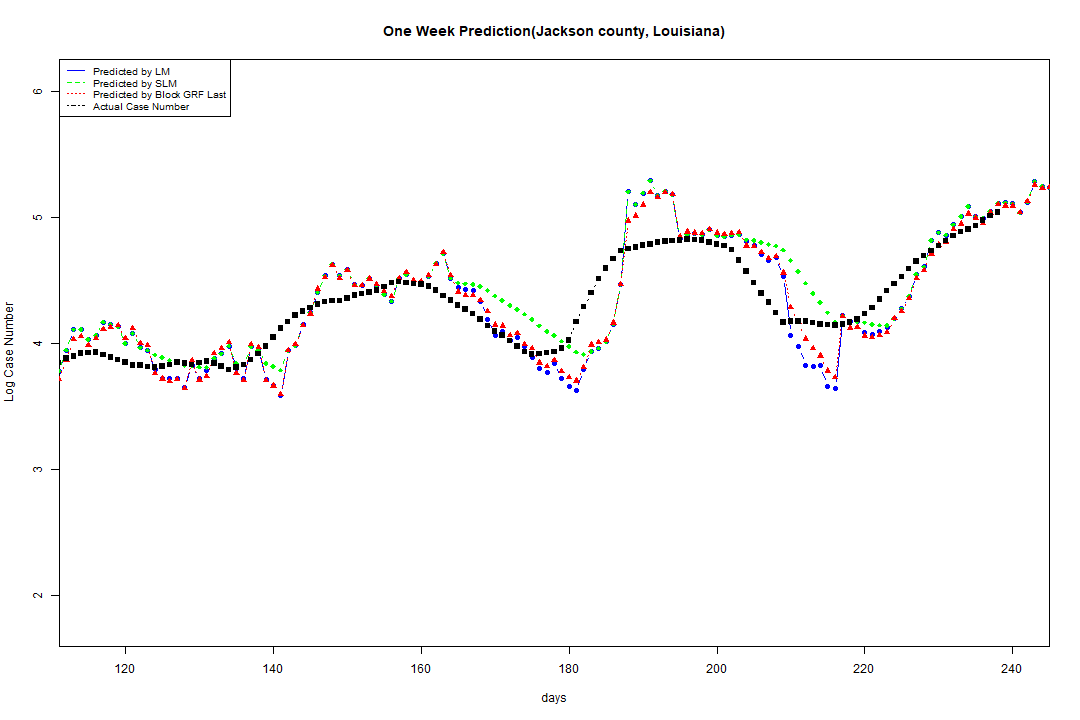 One Week Prediction(Jackson county, Louisiana)
Predicted by LM
Predicted by SLM
Predicted by Block GRF Last
Actual Case Number
6
5
4
3
2
Log Case Number
120 140 160 180 200 220 240
days